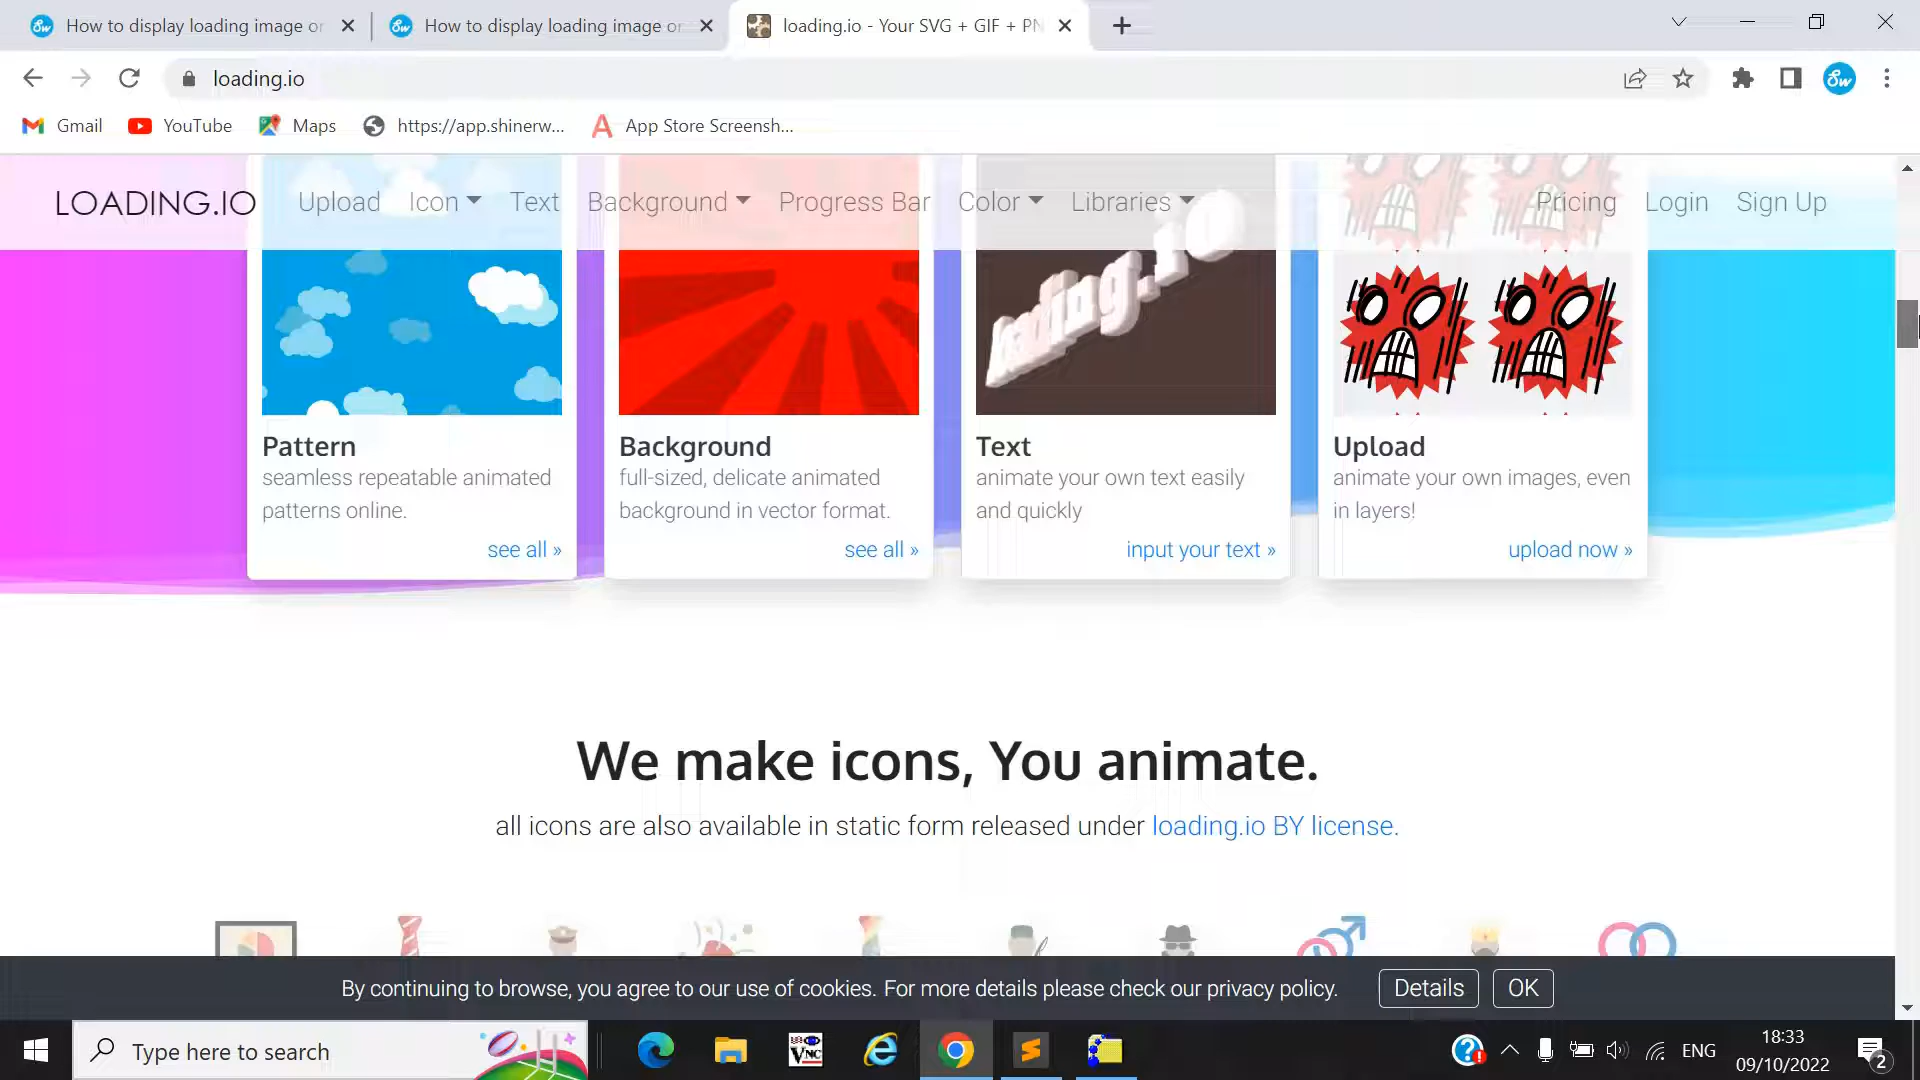 How to display loading image or
How to display loading image or
loading.io - Your SVG + GIF + PN
loading.io
Sw
Gmail
YouTube
Maps
https://app.shinerw...
App Store Screensh...
LOADING.IO
Upload
Icon
Text
Background
Progress Bar
Color
Libraries
Pricing
Login
Sign Up
loading.io
Pattern
seamless repeatable animated
patterns online.
see all »
Background
full-sized, delicate animated
background in vector format.
see all »
Text
animate your own text easily
and quickly
input your text »
Upload
animate your own images, even
in layers!
upload now »
We make icons, You animate.
all icons are also available in static form released under loading.io BY license.
By continuing to browse, you agree to our use of cookies. For more details please check our privacy policy.
Details
OK
Type here to search
VNC
ENG
18:33
09/10/2022
2